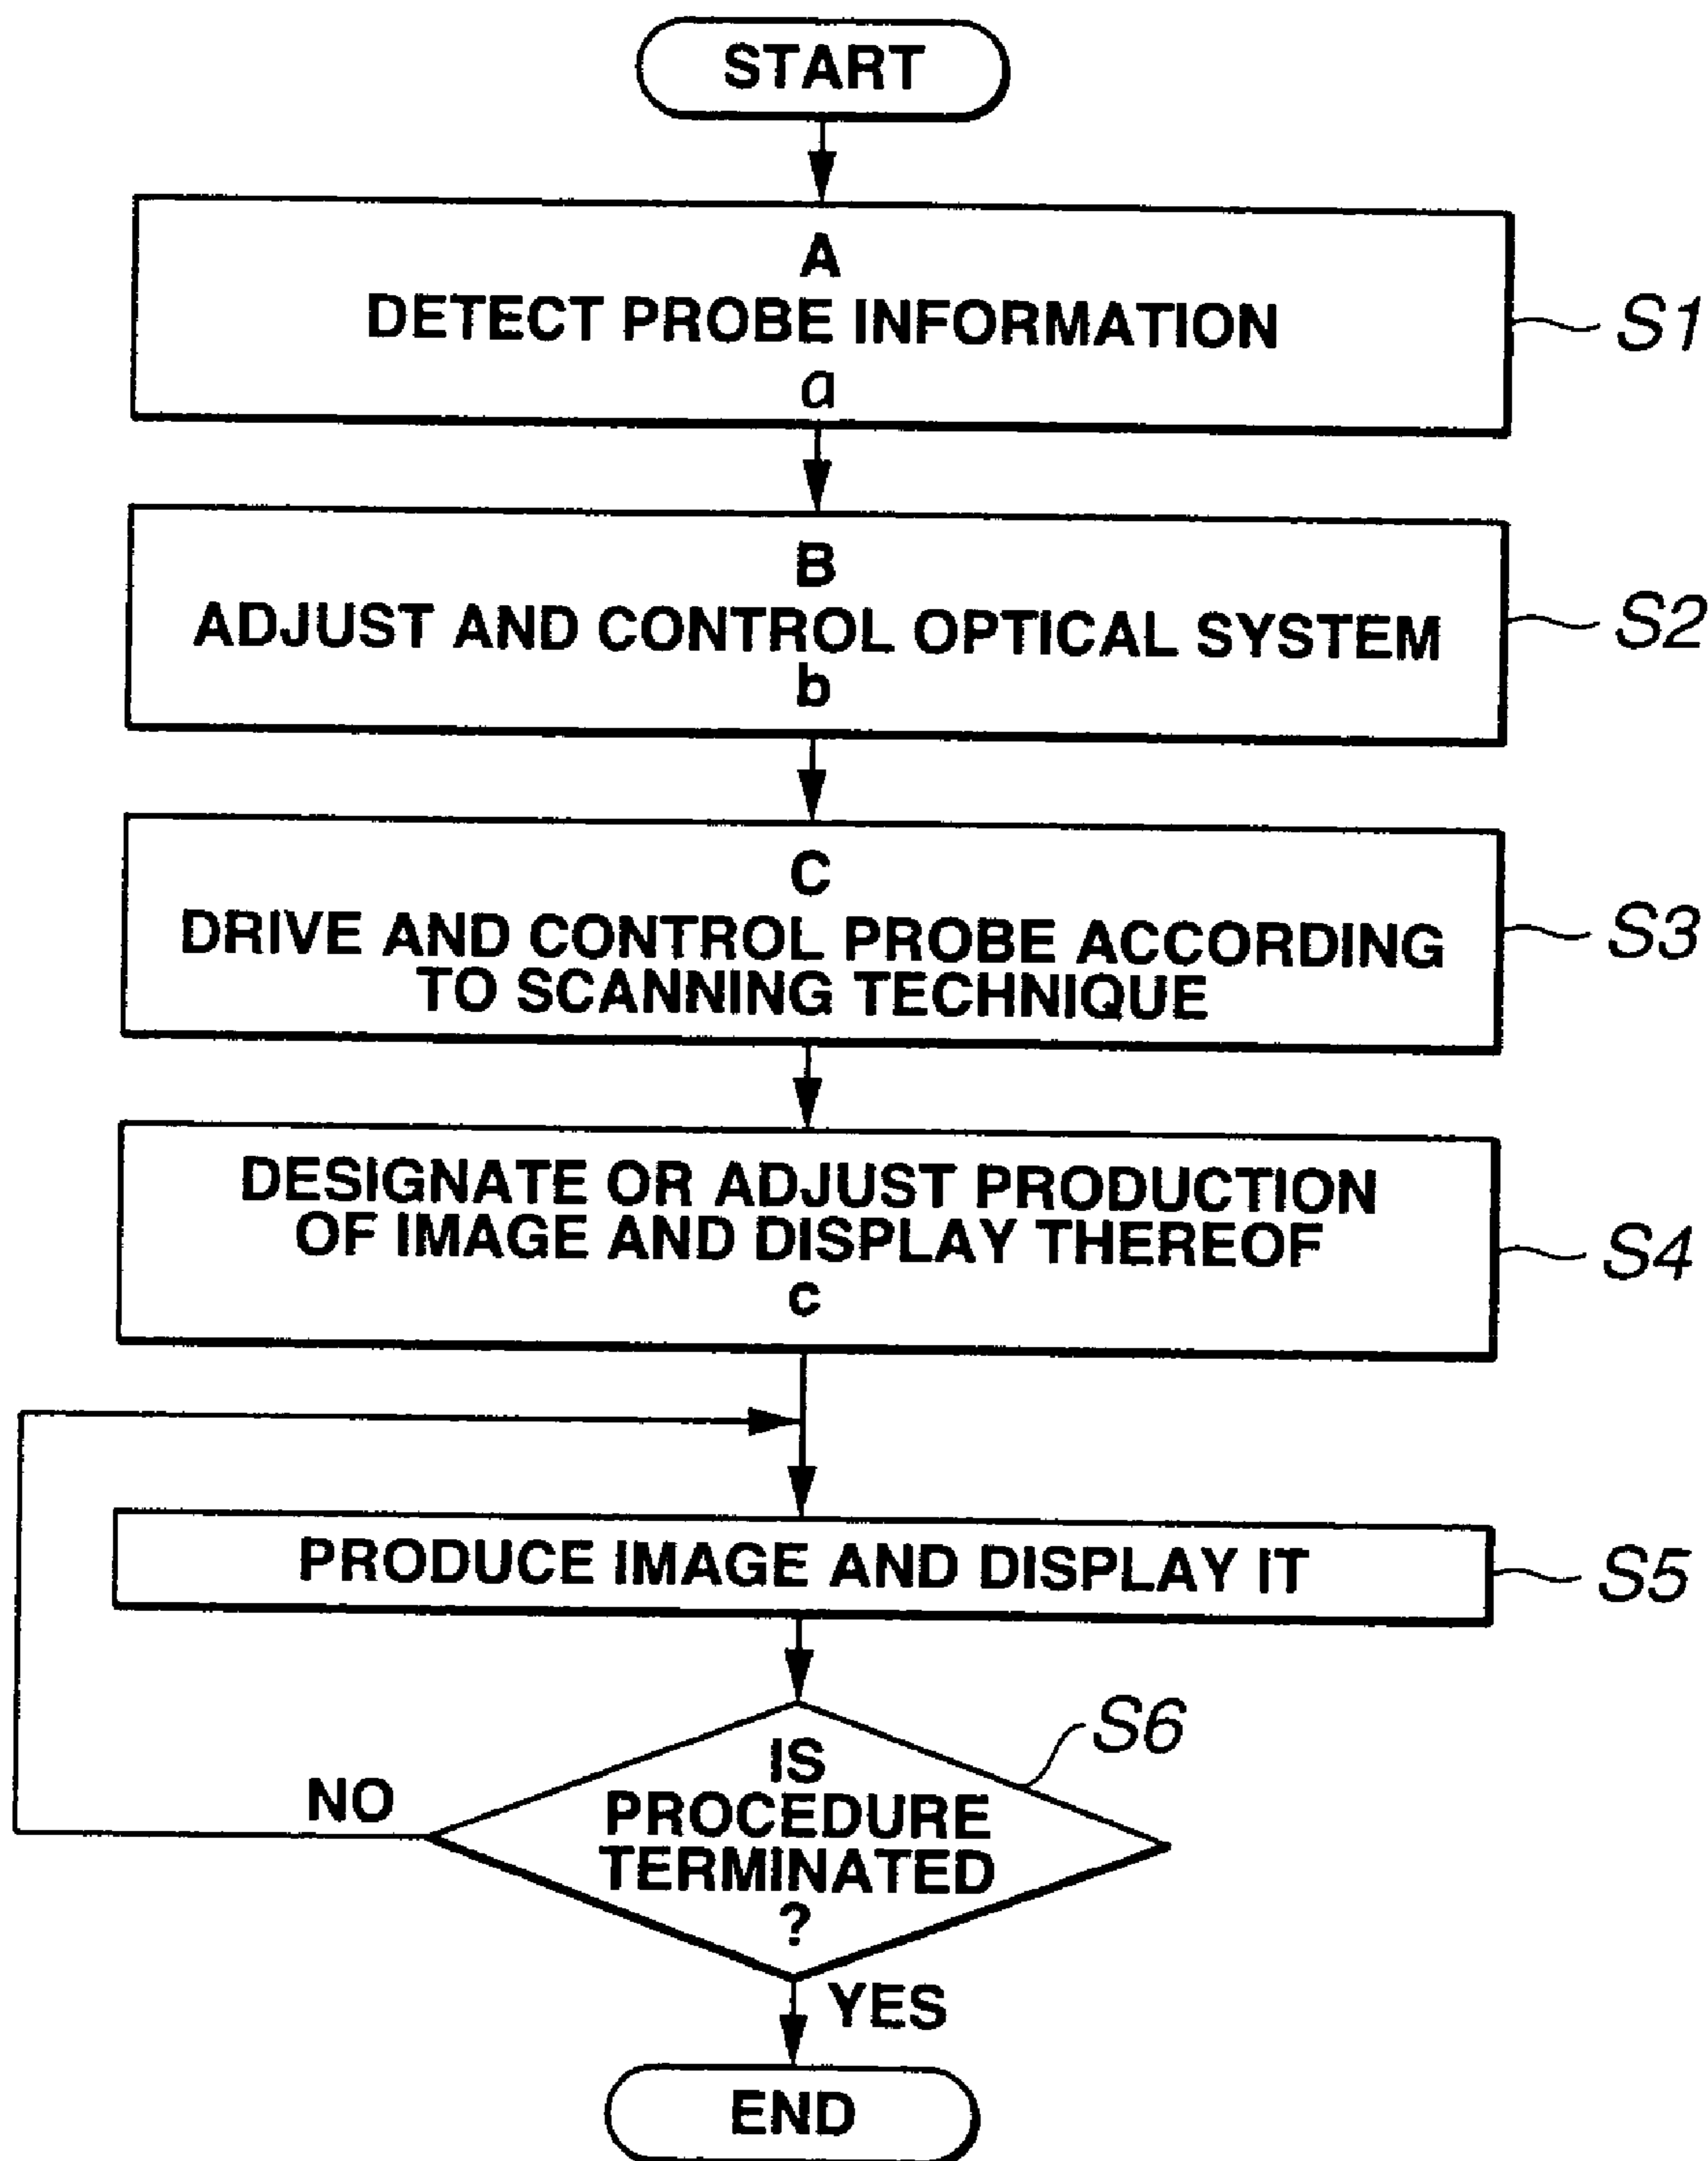 START
A
DETECT PROBE INFORMATION
a
S1
B
ADJUST AND CONTROL OPTICAL SYSTEM
b
S2
C
DRIVE AND CONTROL PROBE ACCORDING
TO SCANNING TECHNIQUE
S3
DESIGNATE OR ADJUST PRODUCTION
OF IMAGE AND DISPLAY THEREOF
c
S4
PRODUCE IMAGE AND DISPLAY IT
S5
S6
IS
PROCEDURE
TERMINATED
?
NO
YES
END